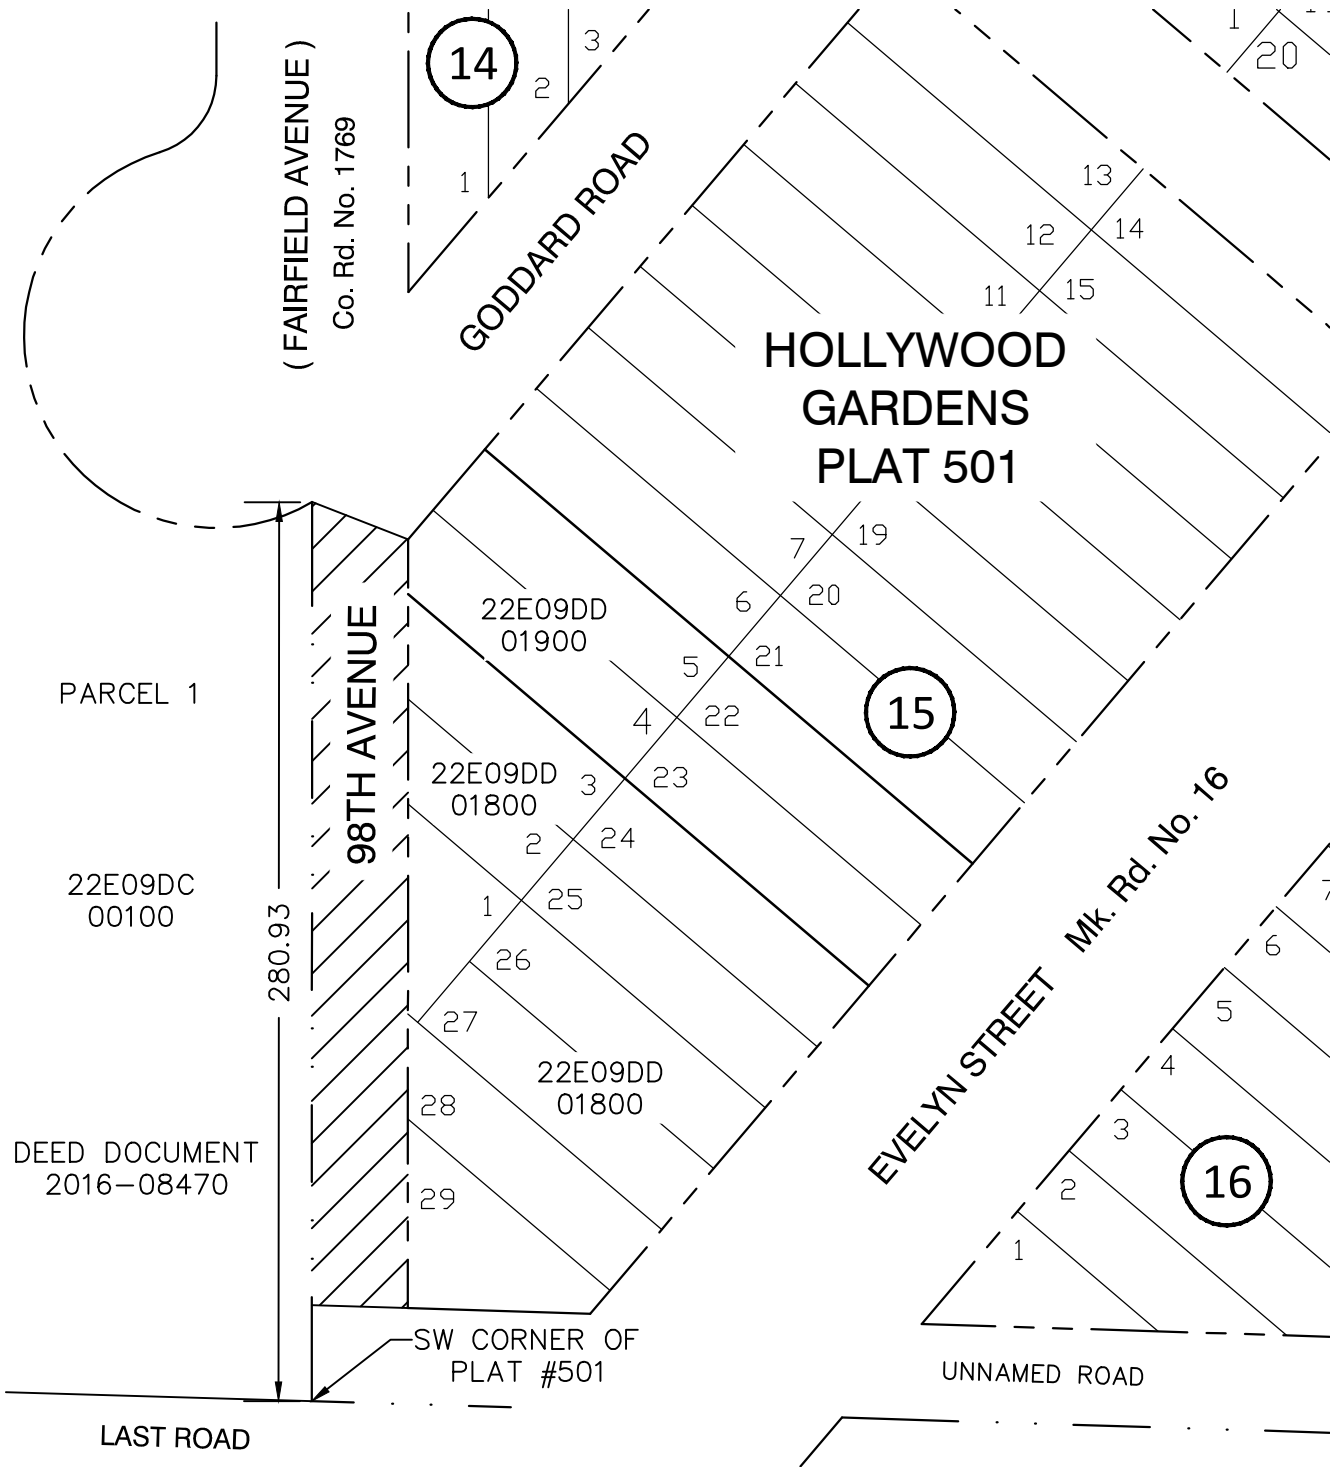 14
3
2
1
( FAIRFIELD AVENUE )
Co. Rd. No. 1769
GODDARD ROAD
1
20
13
14
12
15
11
HOLLYWOOD
GARDENS
PLAT 501
7
19
6
20
5
21
4
22
3
23
2
24
1
25
26
27
28
29
22E09DD
01900
22E09DD
01800
22E09DD
01800
15
98TH AVENUE
PARCEL 1
22E09DC
00100
280.93
DEED DOCUMENT
2016-08470
EVELYN STREET Mk. Rd. No. 16
6
5
4
3
2
1
16
SW CORNER OF
PLAT #501
UNNAMED ROAD
LAST ROAD